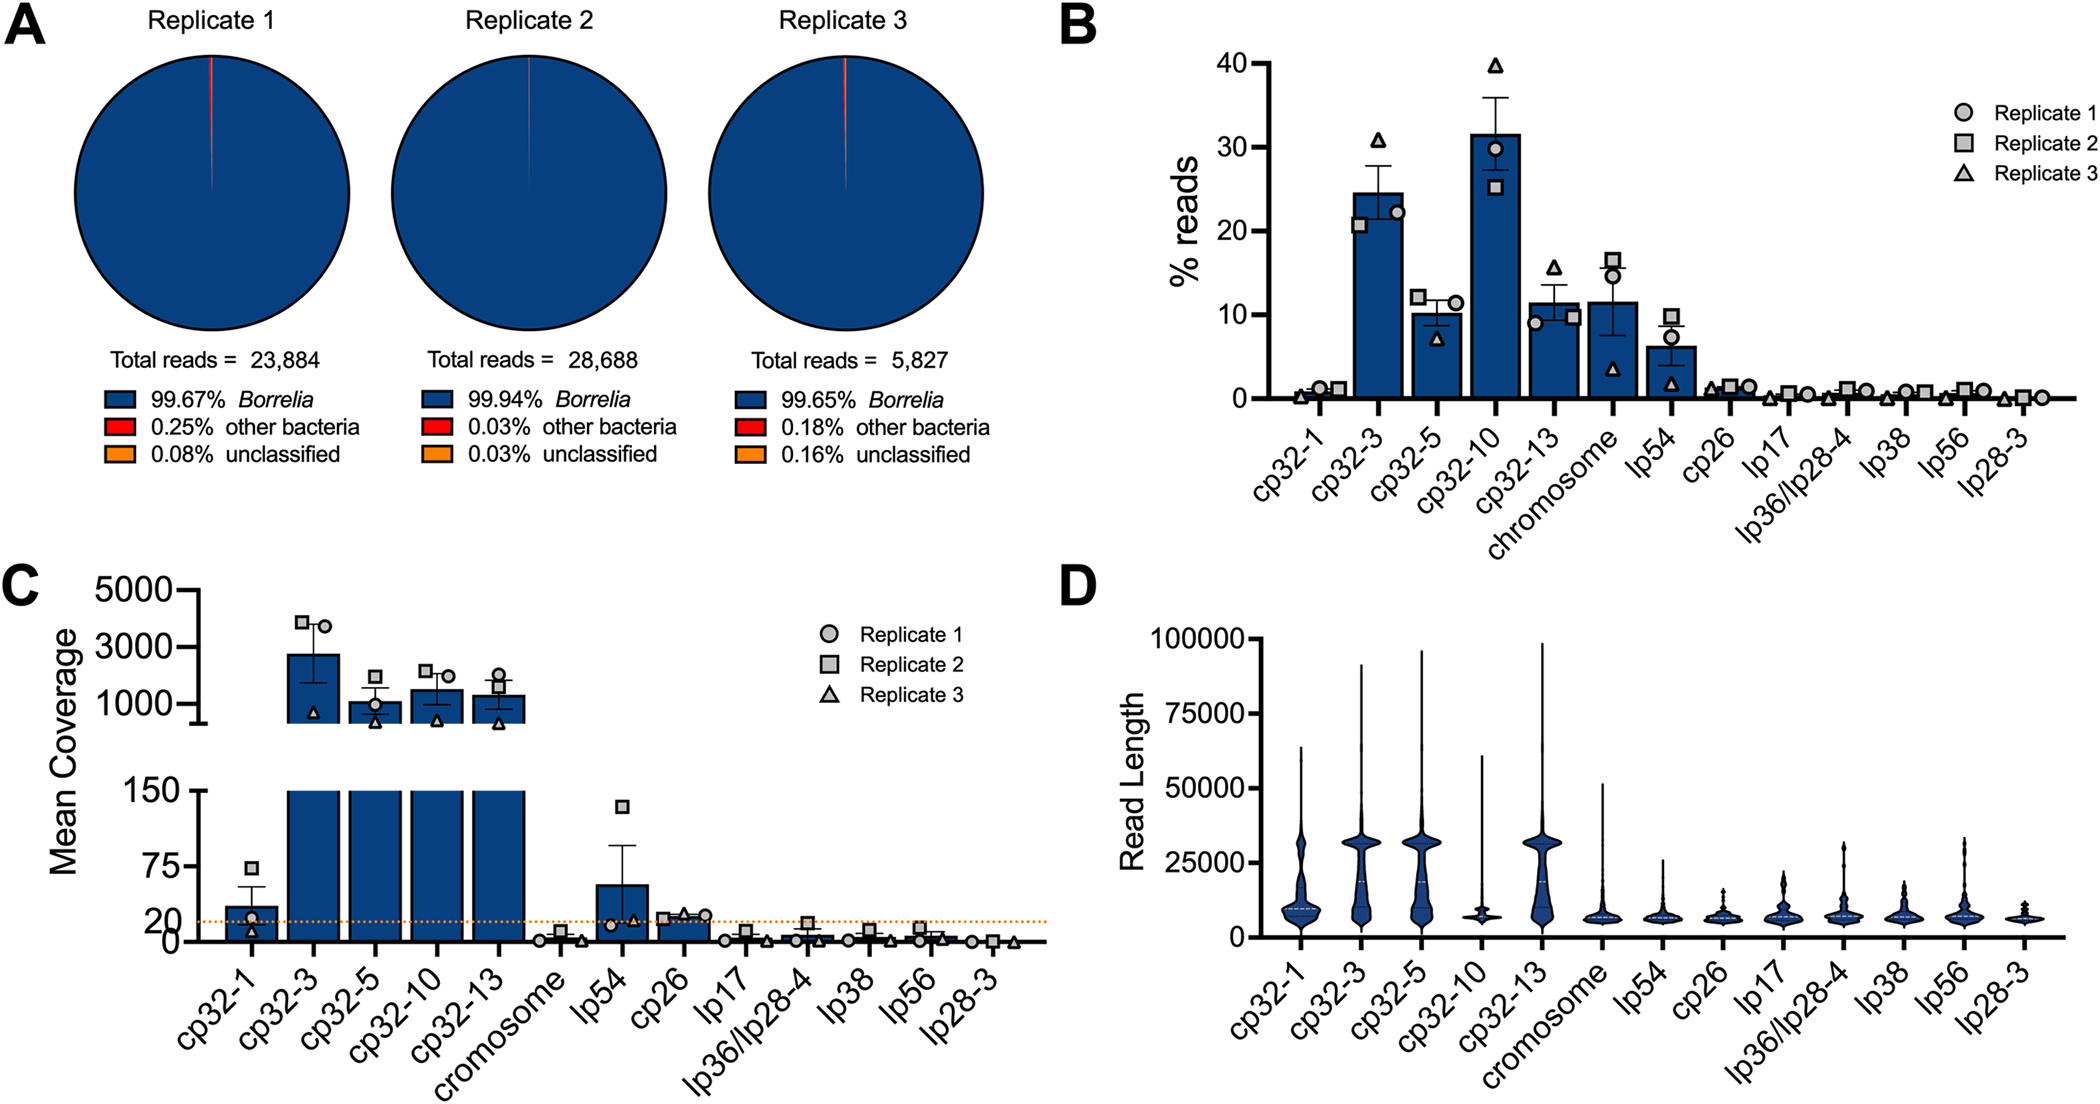 A
Replicate 1
Replicate 2
Replicate 3
Total reads = 23,884
99.67% Borrelia
0.25% other bacteria
0.08% unclassified
Total reads = 28,688
99.94% Borrelia
0.03% other bacteria
0.03% unclassified
Total reads = 5,827
99.65% Borrelia
0.18% other bacteria
0.16% unclassified
B
% reads
40
30
20
10
0
Replicate 1
Replicate 2
Replicate 3
cp32-1
cp32-3
cp32-5
cp32-10
cp32-13
chromosome
lp54
cp26
lp17
lp36/lp28-4
lp38
lp56
lp28-3
C
Mean Coverage
5000
3000
1000
150
75
20
0
Replicate 1
Replicate 2
Replicate 3
cp32-1
cp32-3
cp32-5
cp32-10
cp32-13
cromosome
lp54
cp26
lp17
lp36/lp28-4
lp38
lp56
lp28-3
D
Read Length
100000
75000
50000
25000
0
cp32-1
cp32-3
cp32-5
cp32-10
cp32-13
cromosome
lp54
cp26
lp17
lp36/lp28-4
lp38
lp56
lp28-3